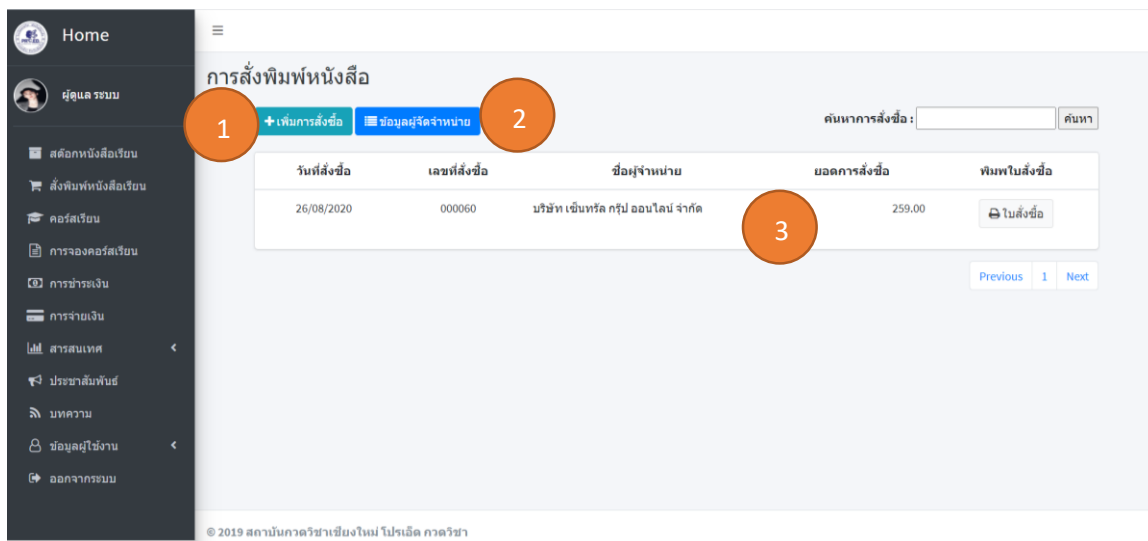 Home
ผู้ดูแล ระบบ
สต๊อกหนังสือเรียน
สั่งพิมพ์หนังสือเรียน
คอร์สเรียน
การจองคอร์สเรียน
การชำระเงิน
การจ่ายเงิน
สารสนเทศ
ประชาสัมพันธ์
บทความ
ข้อมูลผู้ใช้งาน
ออกจากระบบ
การสั่งพิมพ์หนังสือ
1 เพิ่มการสั่งซื้อ ข้อมูลผู้จัดจำหน่าย 2 ค้นหาการสั่งซื้อ : ค้นหา
วันที่สั่งซื้อ เลขที่สั่งซื้อ ชื่อผู้จำหน่าย ยอดการสั่งซื้อ พิมพ์ใบสั่งซื้อ
26/08/2020 000060 บริษัท เซ็นทรัล กรุ๊ป ออนไลน์ จำกัด 259.00 ใบสั่งซื้อ
3
Previous 1 Next
© 2019 สถาบันกวดวิชาเชียงใหม่ โปรเอ็ด กวดวิชา